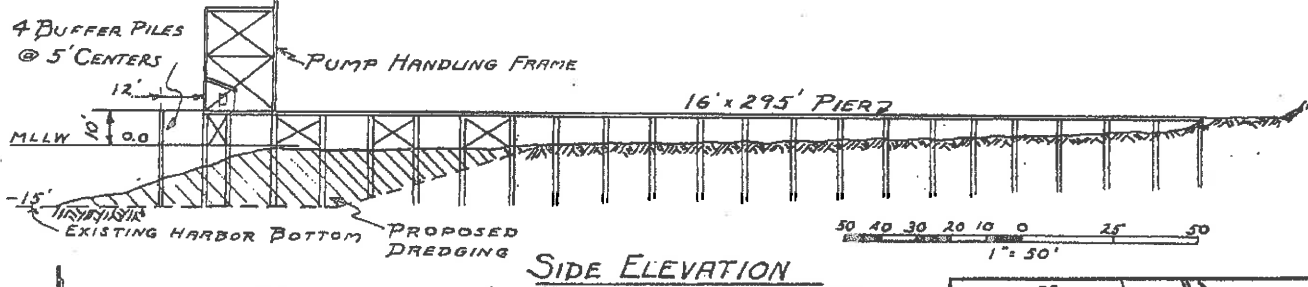 4 BUFFER PILES
@ 5' CENTERS
PUMP HANDLING FRAME
12'
16' x 295' PIER
10'
MLLW 0.0
-15'
EXISTING HARBOR BOTTOM
PROPOSED
DREDGING
50 40 30 20 10 0 25 50
1" = 50'
SIDE ELEVATION